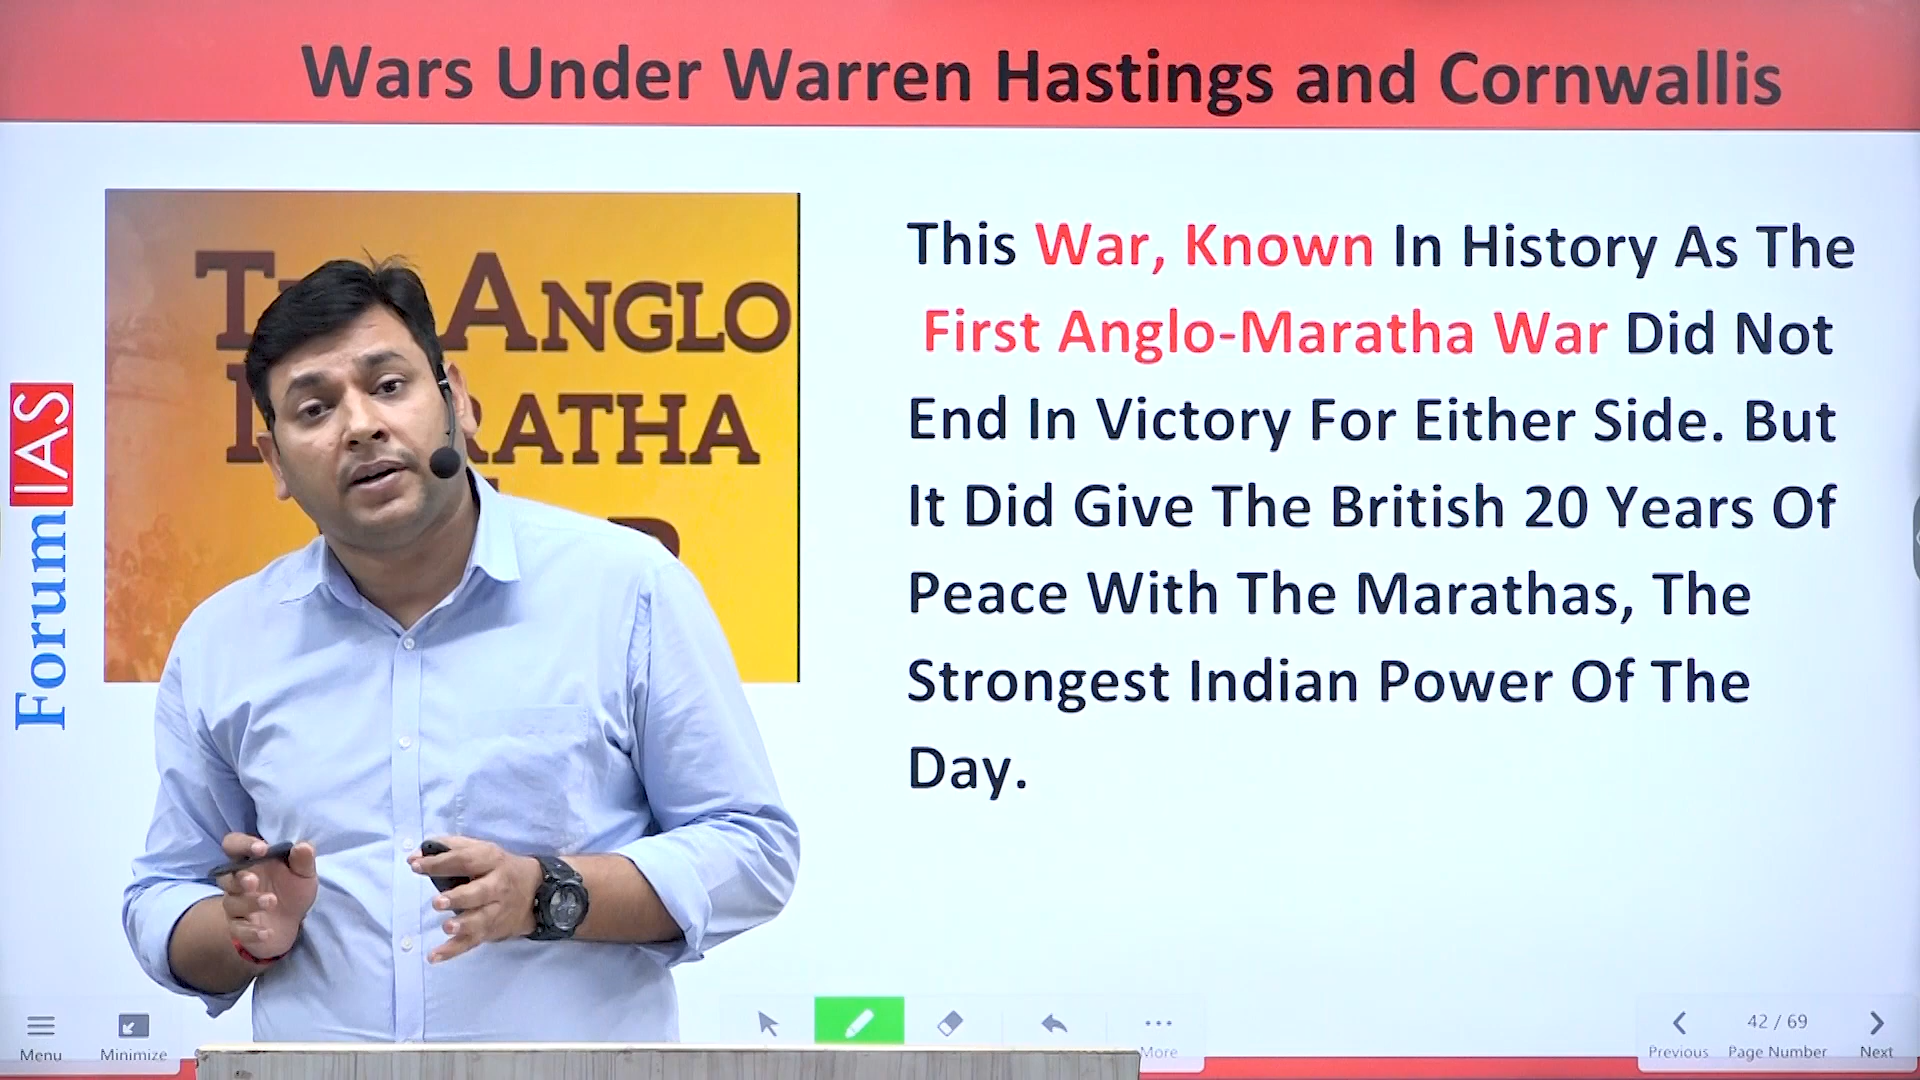 Wars Under Warren Hastings and Cornwallis
ANGLO
RATHA
This War, Known In History As The
First Anglo-Maratha War Did Not
End In Victory For Either Side. But
It Did Give The British 20 Years Of
Peace With The Marathas, The
Strongest Indian Power Of The
Day.
ForumIAS
Menu
Minimize
More
42 / 69
Previous
Page Number
Next